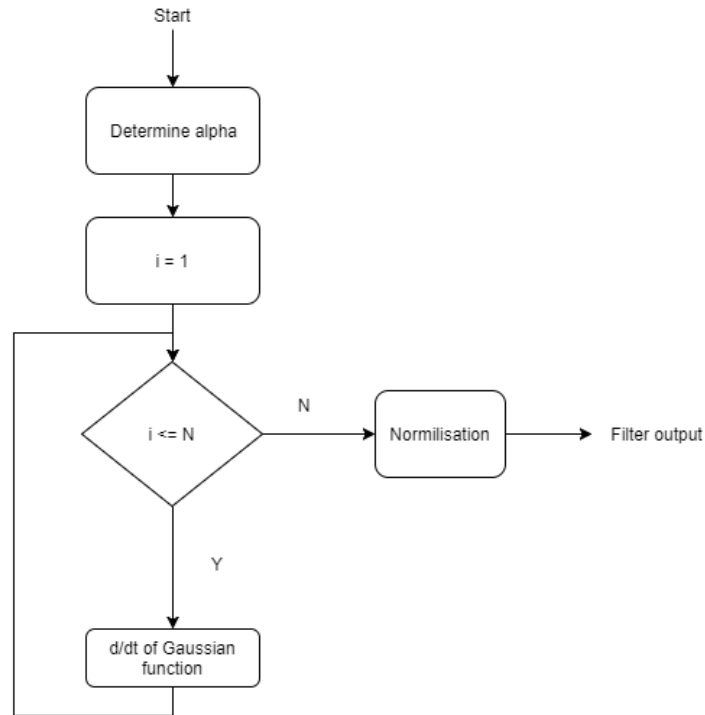 Start
Determine alpha
i = 1
i <= N
N
Normilisation
Filter output
Y
d/dt of Gaussian
function